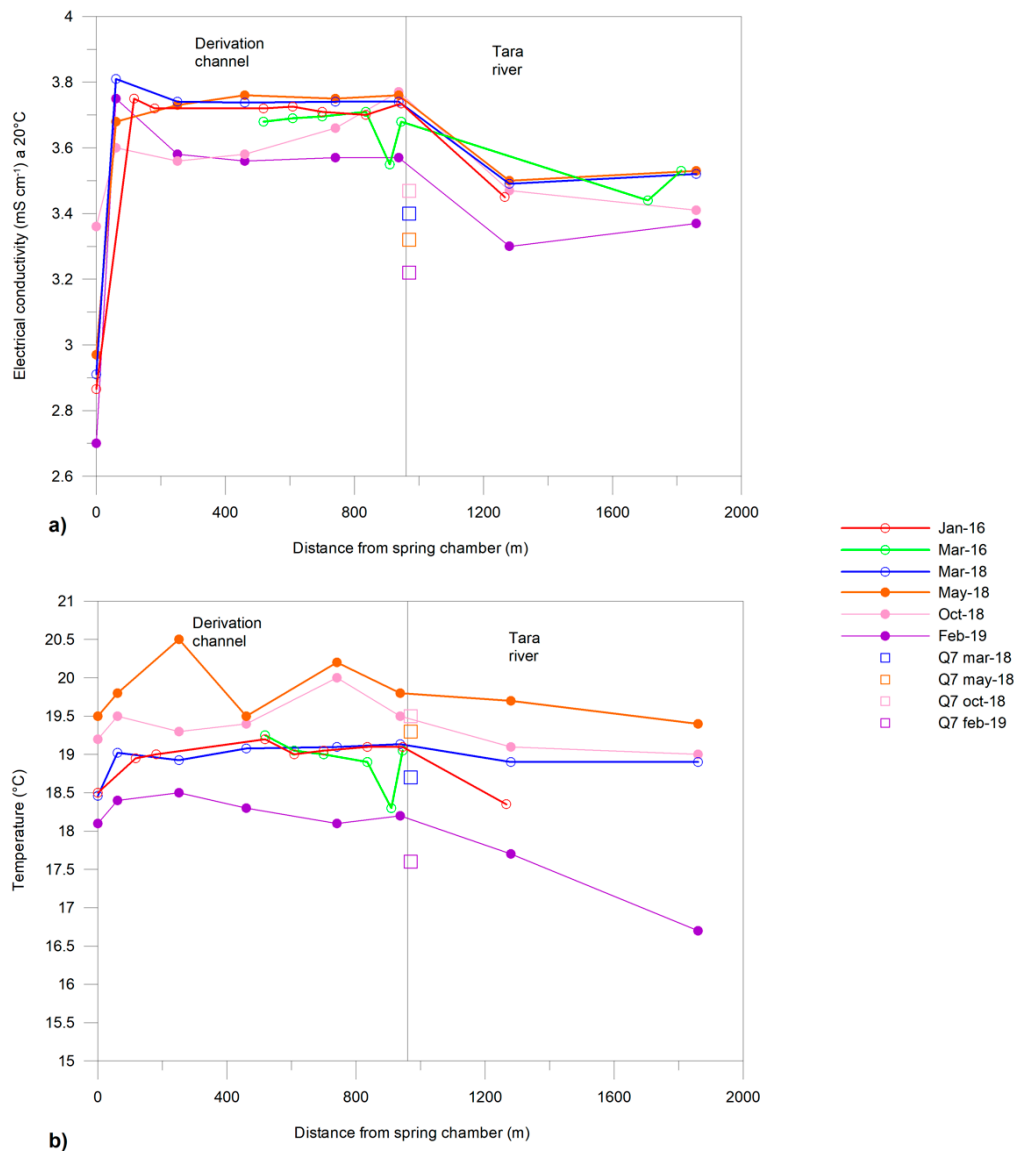 4
3.8
3.6
3.4
3.2
3
2.8
2.6
Electrical conductivity (mS cm⁻¹) a 20°C
Derivation
channel
Tara
river
0
400
800
1200
1600
2000
a)
Distance from spring chamber (m)
Jan-16
Mar-16
Mar-18
May-18
Oct-18
Feb-19
Q7 mar-18
Q7 may-18
Q7 oct-18
Q7 feb-19
21
20.5
20
19.5
19
18.5
18
17.5
17
16.5
16
15.5
15
Temperature (°C)
Derivation
channel
Tara
river
0
400
800
1200
1600
2000
Distance from spring chamber (m)
b)